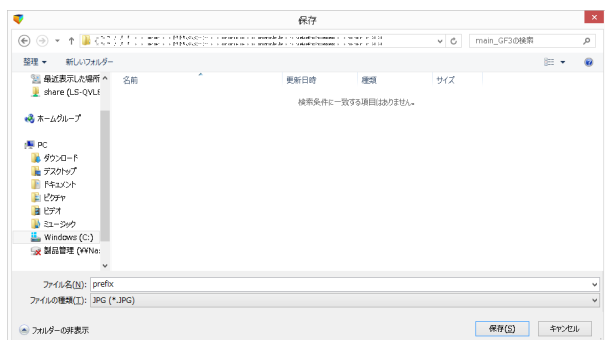 保存
main_GF3の検索
整理 ▼ 新しいフォルダー
最近表示した場所
share (LS-QVLE
ホームグループ
PC
ダウンロード
デスクトップ
ドキュメント
ピクチャ
ビデオ
ミュージック
Windows (C:)
製品管理 (¥¥Na:
名前 更新日時 種類 サイズ
検索条件に一致する項目はありません。
ファイル名(N): prefix
ファイルの種類(T): JPG (*.JPG)
フォルダーの非表示 保存(S) キャンセル